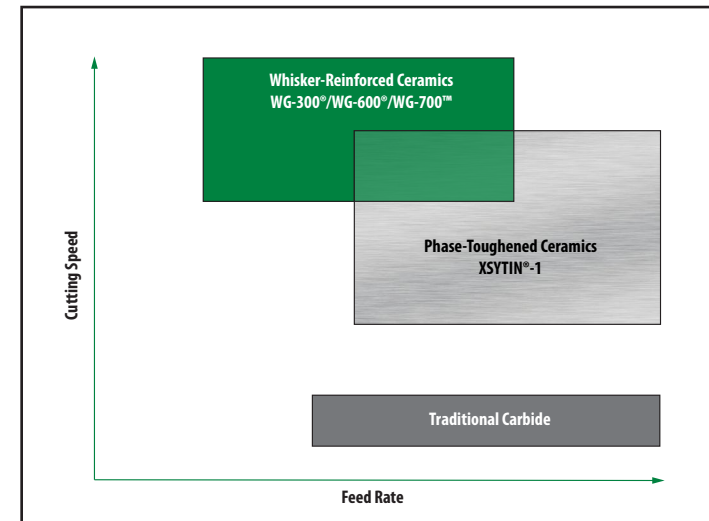 Whisker-Reinforced Ceramics
WG-300®/WG-600®/WG-700™
Phase-Toughened Ceramics
XSYTIN®-1
Traditional Carbide
Cutting Speed
Feed Rate